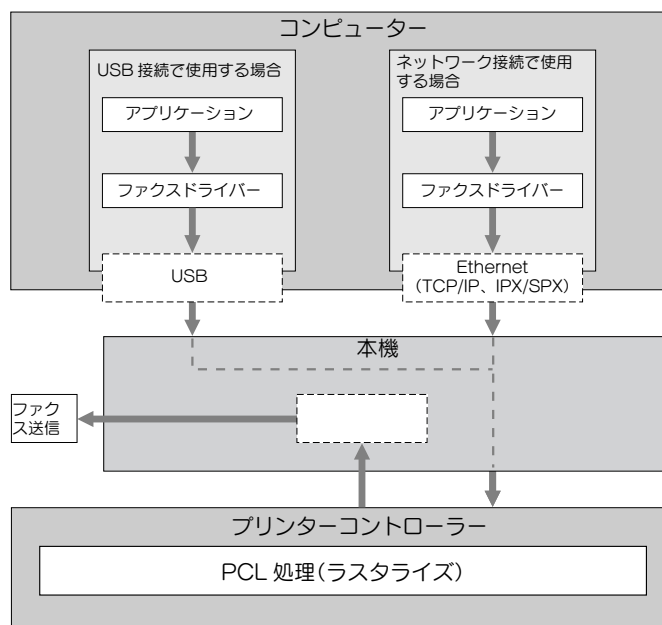 コンピューター
USB 接続で使用する場合
アプリケーション
ファクスドライバー
USB
ネットワーク接続で使用
する場合
アプリケーション
ファクスドライバー
Ethernet
(TCP/IP、IPX/SPX)
本機
ファク
ス送信
プリンターコントローラー
PCL 処理(ラスタライズ)